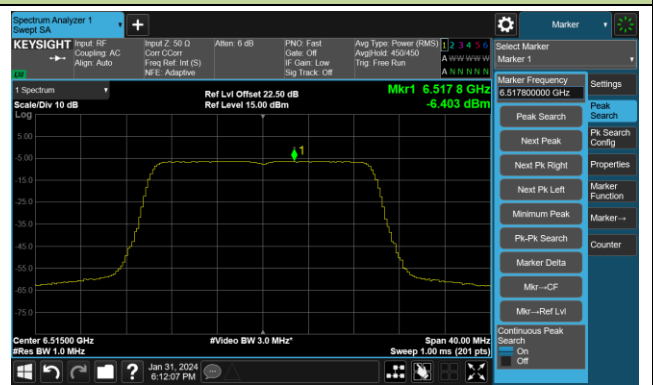 Spectrum Analyzer 1
Swept SA
Marker
KEYSIGHT
Input: RF
Coupling: AC
Align: Auto
Input Z: 50 Ω
Corr CCorr
Freq Ref: Int (S)
NFE: Adaptive
Atten: 6 dB
PNO: Fast
Gate: Off
IF Gain: Low
Sig Track: Off
Avg Type: Power (RMS)
Avg|Hold: 450/450
Trig: Free Run
1 2 3 4 5 6
A W W W W W
A N N N N N
Select Marker
Marker 1
1 Spectrum
Scale/Div 10 dB
Log
Ref Lvl Offset 22.50 dB
Ref Level 15.00 dBm
Mkr1 6.517 8 GHz
-6.403 dBm
5.00
-5.00
-15.0
-25.0
-35.0
-45.0
-55.0
-65.0
-75.0
1
Center 6.51500 GHz
#Res BW 1.0 MHz
#Video BW 3.0 MHz*
Span 40.00 MHz
Sweep 1.00 ms (201 pts)
Marker Frequency
6.517800000 GHz
Peak Search
Next Peak
Next Pk Right
Next Pk Left
Minimum Peak
Pk-Pk Search
Marker Delta
Mkr→CF
Mkr→Ref Lvl
Continuous Peak
Search
On
Off
Settings
Peak
Search
Pk Search
Config
Properties
Marker
Function
Marker→
Counter
Jan 31, 2024
6:12:07 PM